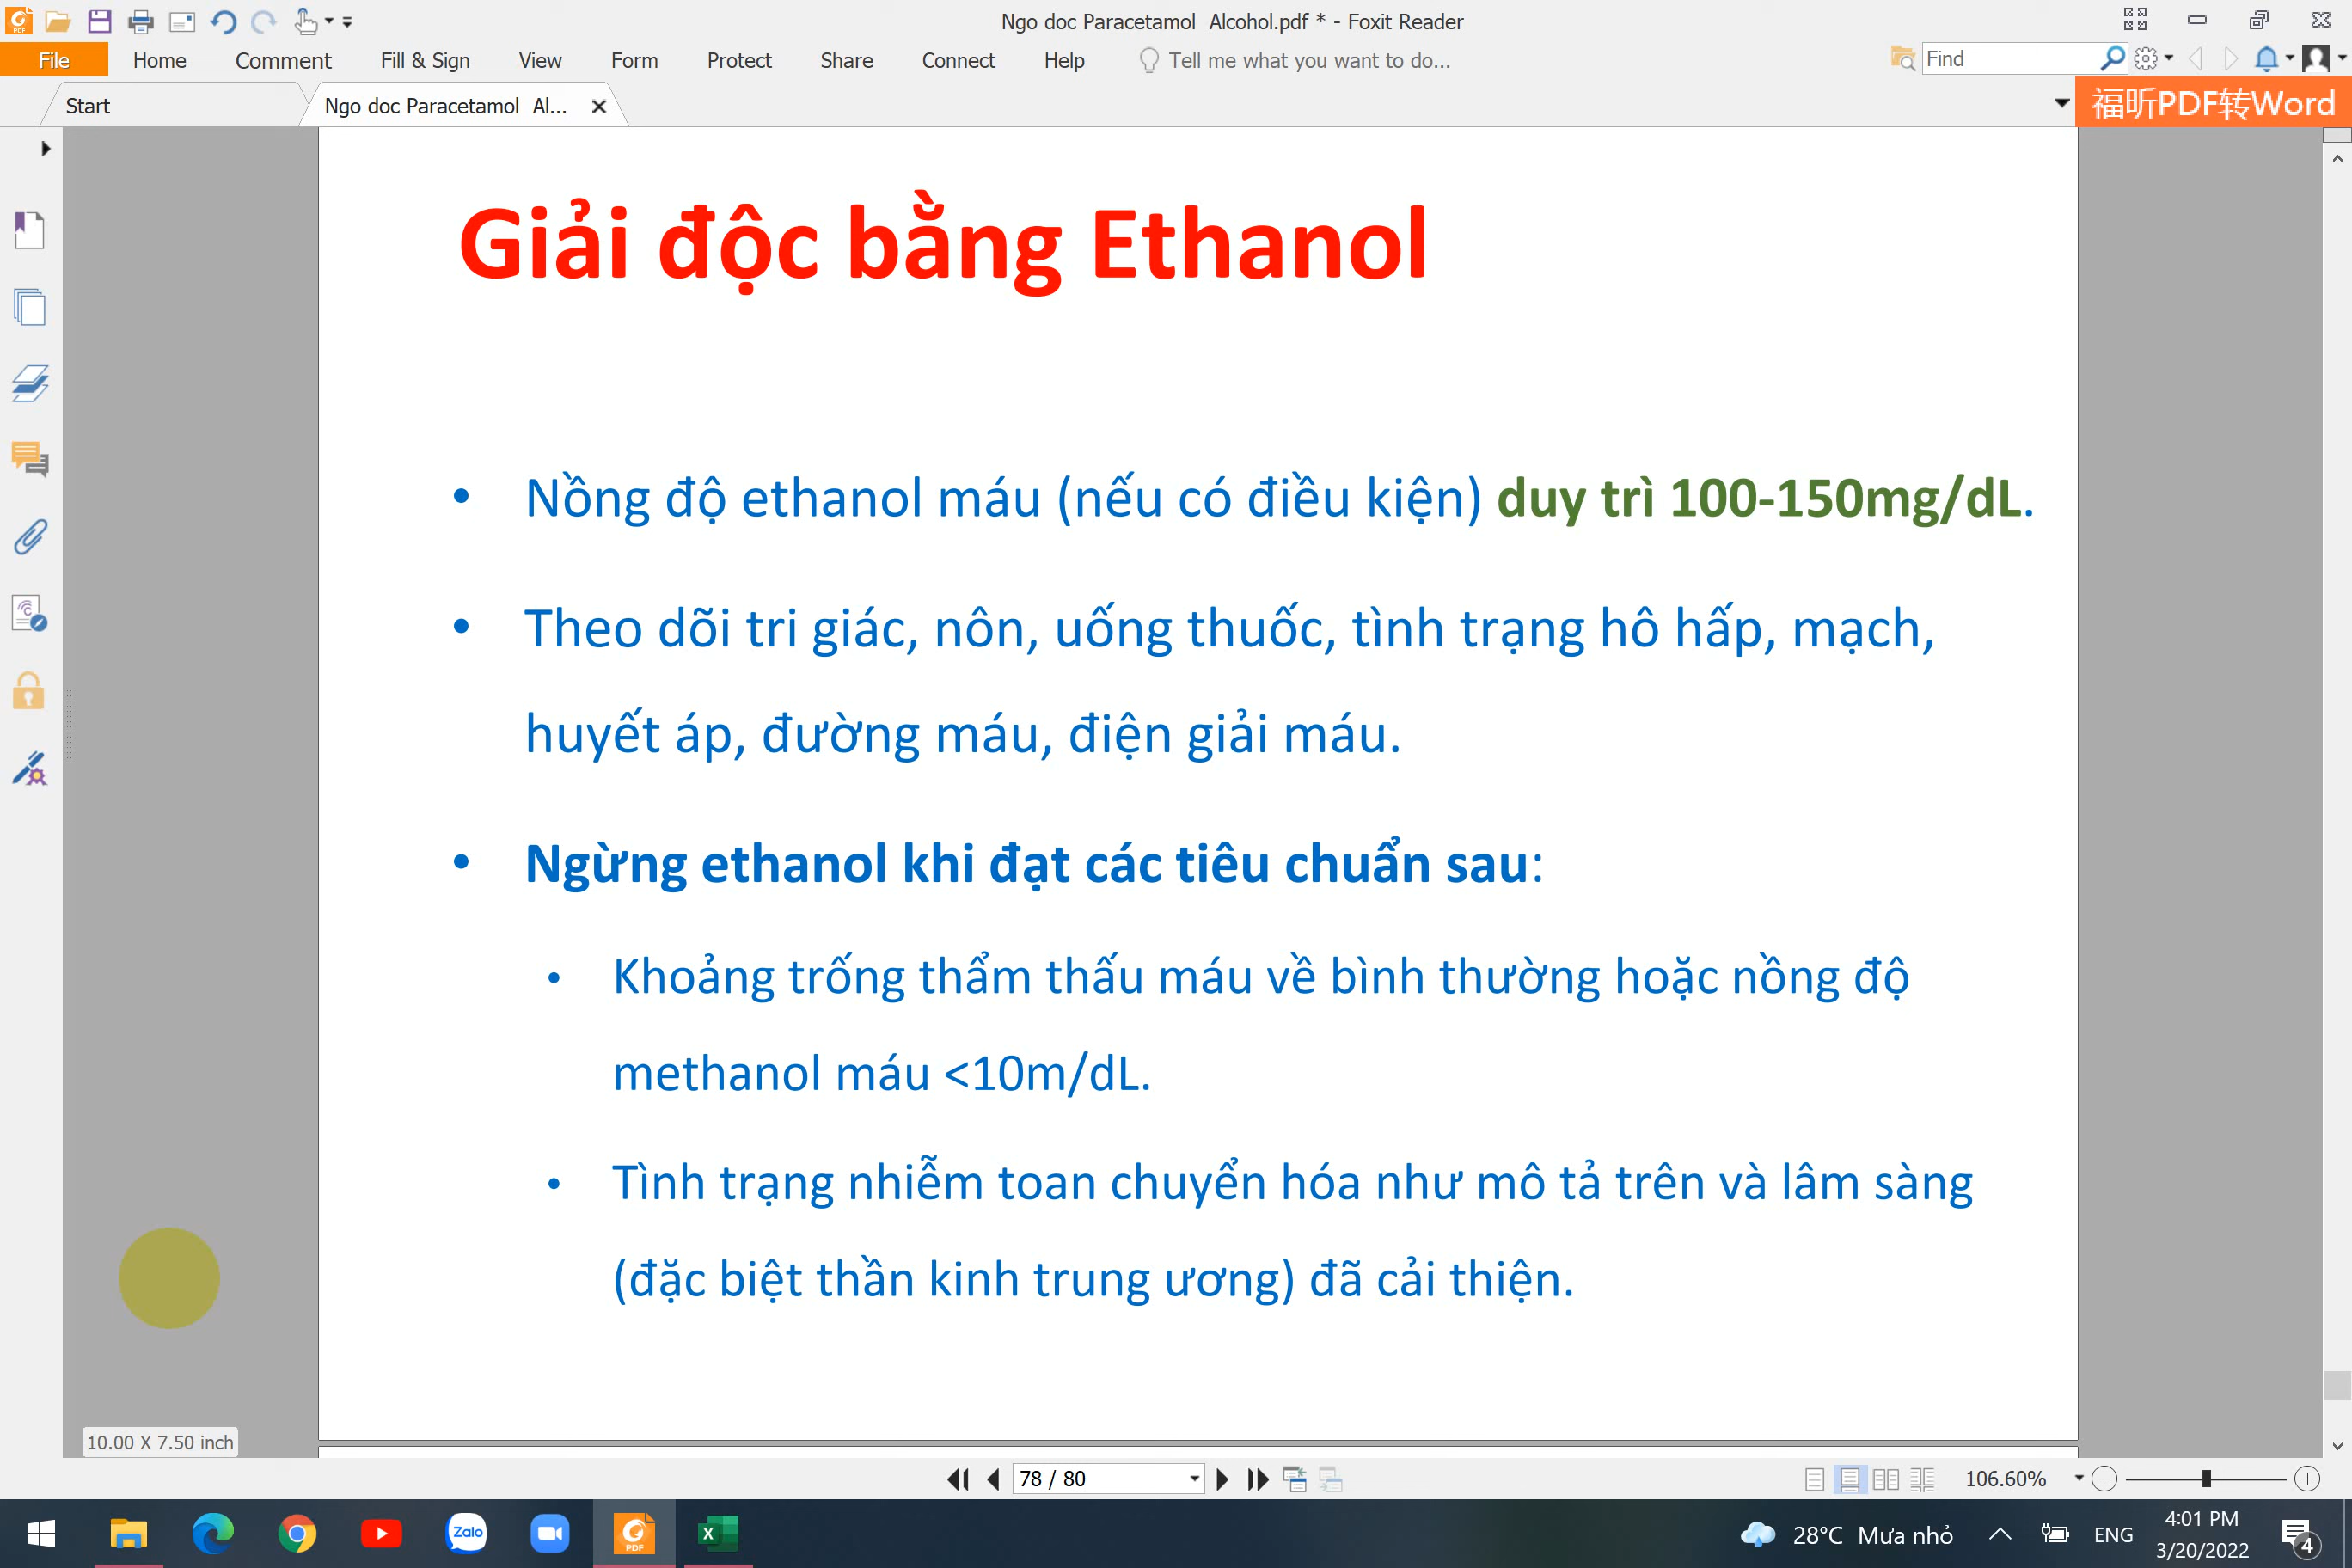 Ngo doc Paracetamol  Alcohol.pdf * - Foxit Reader
File Home Comment Fill & Sign View Form Protect Share Connect Help Tell me what you want to do... Find
Start Ngo doc Paracetamol  Al... 福昕PDF转Word
Giải độc bằng Ethanol
• Nồng độ ethanol máu (nếu có điều kiện) duy trì 100-150mg/dL.
• Theo dõi tri giác, nôn, uống thuốc, tình trạng hô hấp, mạch,
huyết áp, đường máu, điện giải máu.
• Ngừng ethanol khi đạt các tiêu chuẩn sau:
• Khoảng trống thẩm thấu máu về bình thường hoặc nồng độ
methanol máu <10m/dL.
• Tình trạng nhiễm toan chuyển hóa như mô tả trên và lâm sàng
(đặc biệt thần kinh trung ương) đã cải thiện.
10.00 X 7.50 inch
78 / 80 106.60%
Zalo PDF X 28°C Mưa nhỏ ENG 4:01 PM
3/20/2022 4